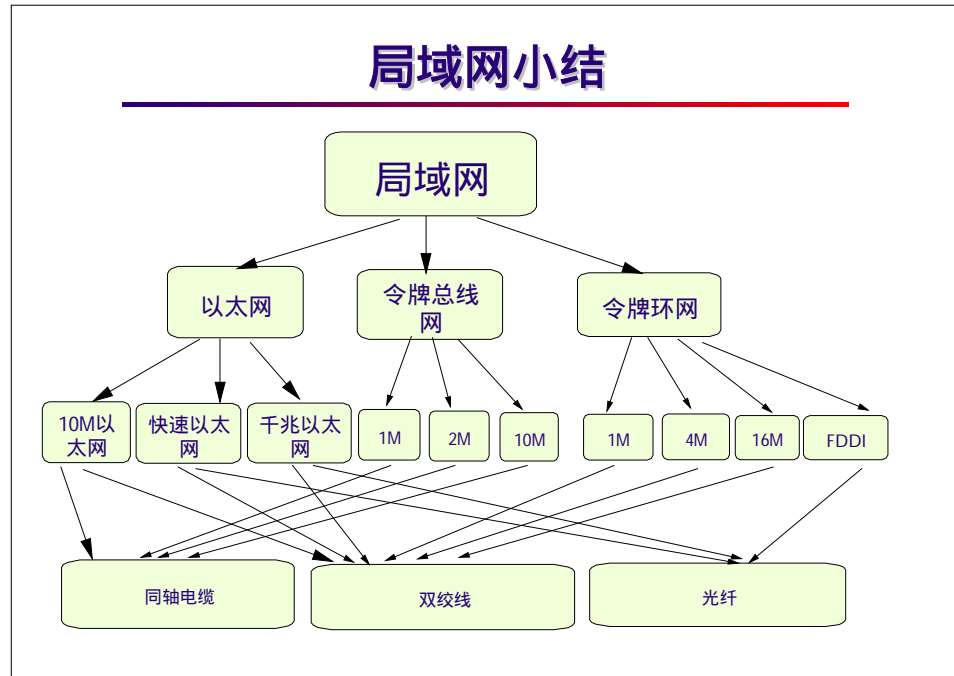 局域网小结
局域网
以太网
令牌总线
网
令牌环网
10M以
太网
快速以太
网
千兆以太
网
1M
2M
10M
1M
4M
16M
FDDI
同轴电缆
双绞线
光纤